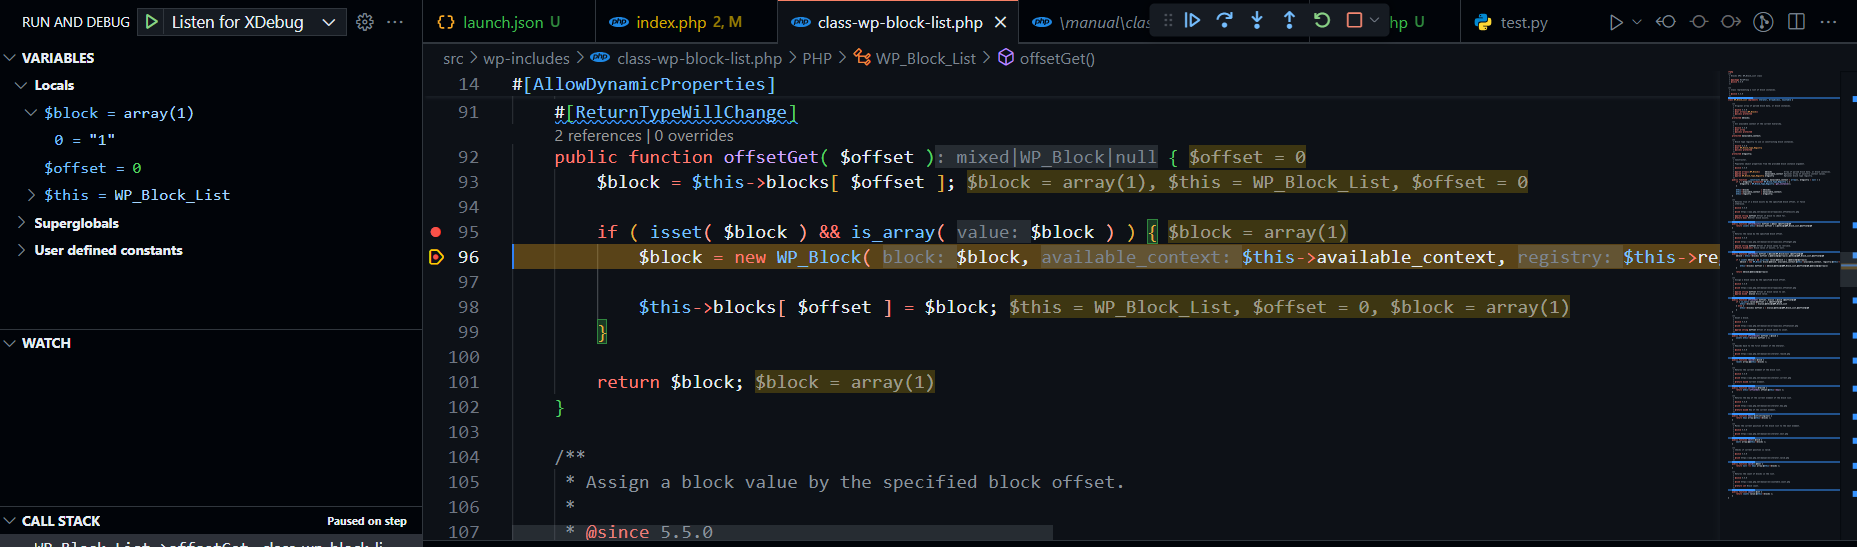 RUN AND DEBUG Listen for XDebug
launch.json U index.php 2, M class-wp-block-list.php \manual\clas hp U test.py
src > wp-includes > class-wp-block-list.php > PHP > WP_Block_List > offsetGet()
VARIABLES
Locals
$block = array(1)
0 = "1"
$offset = 0
$this = WP_Block_List
Superglobals
User defined constants
WATCH
CALL STACK Paused on step
14 #[AllowDynamicProperties]
91 #[ReturnTypeWillChange]
2 references | 0 overrides
92 public function offsetGet( $offset ): mixed|WP_Block|null { $offset = 0
93 $block = $this->blocks[ $offset ]; $block = array(1), $this = WP_Block_List, $offset = 0
94
95 if ( isset( $block ) && is_array( value: $block ) ) { $block = array(1)
96 $block = new WP_Block( block: $block, available_context: $this->available_context, registry: $this->re
97
98 $this->blocks[ $offset ] = $block; $this = WP_Block_List, $offset = 0, $block = array(1)
99 }
100
101 return $block; $block = array(1)
102 }
103
104 /**
105 * Assign a block value by the specified block offset.
106 *
107 * @since 5.5.0